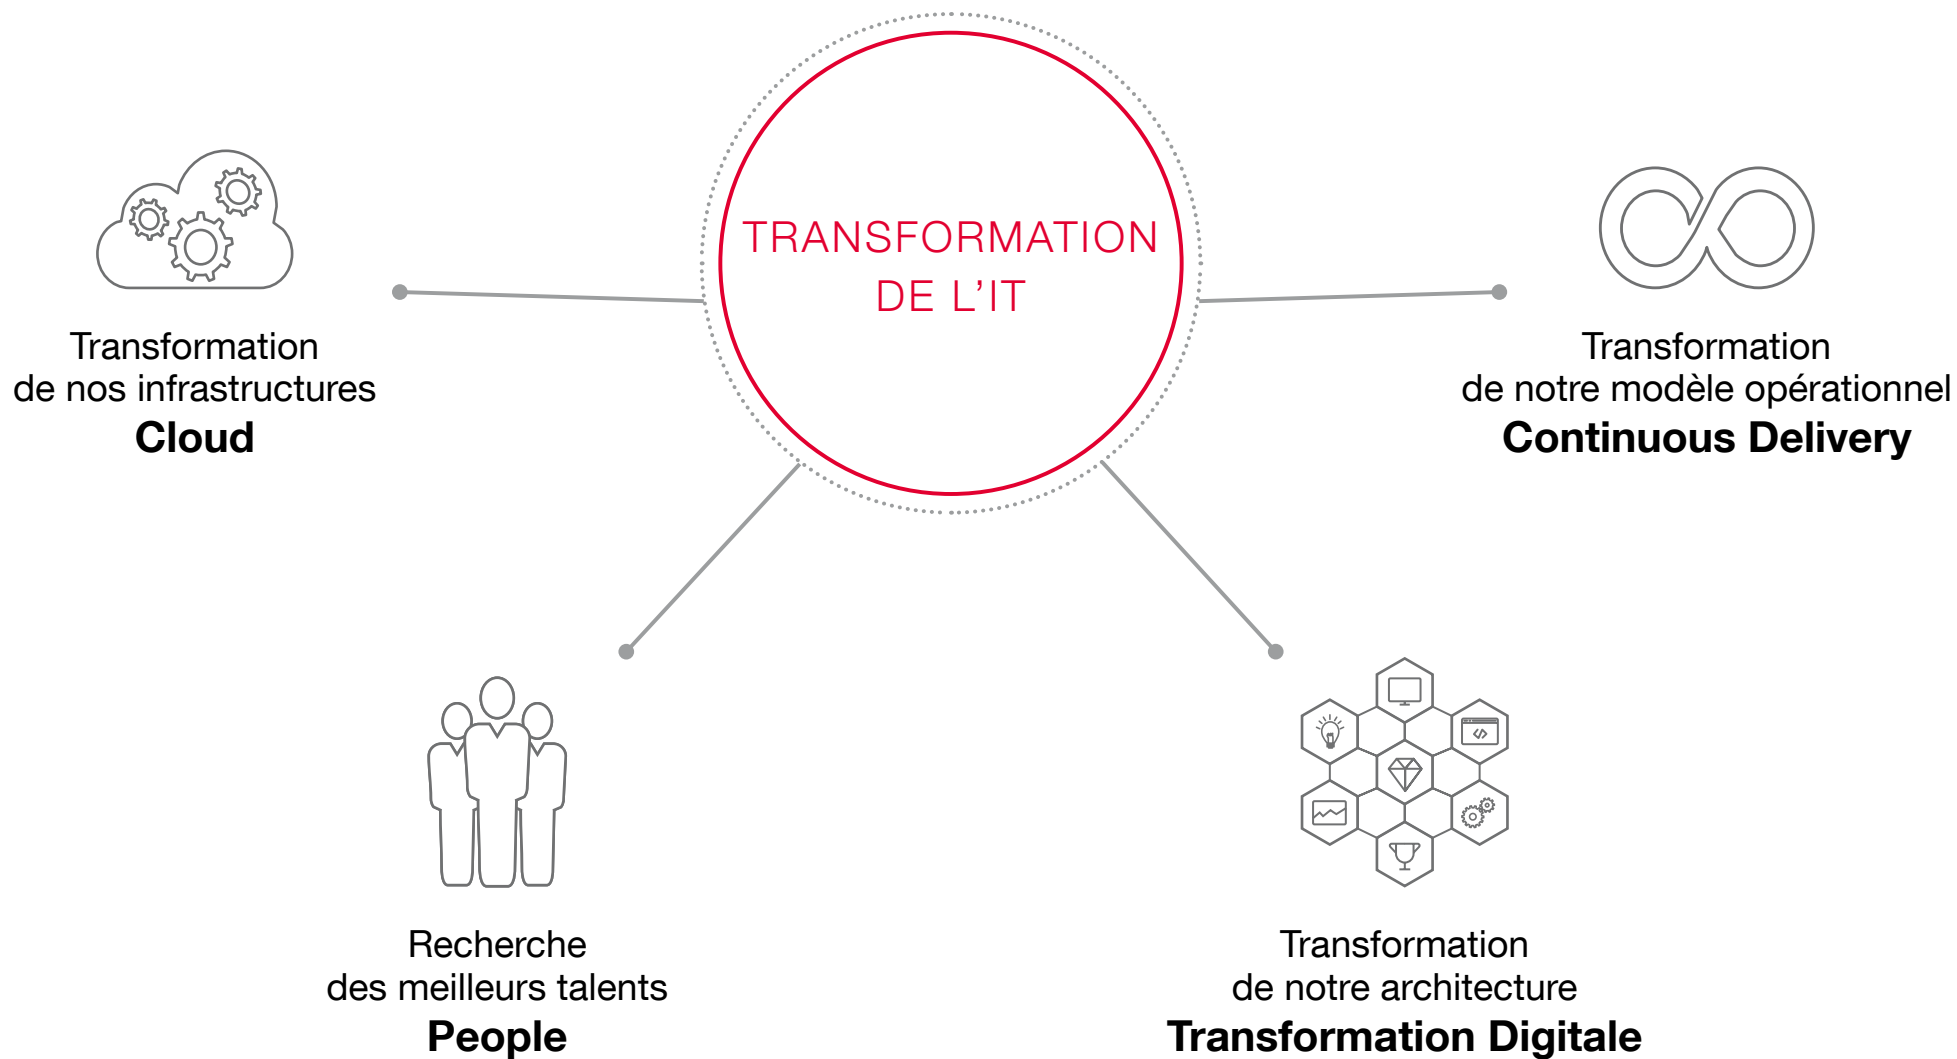 TRANSFORMATION
DE L’IT
Transformation
de nos infrastructures
Cloud
Transformation
de notre modèle opérationnel
Continuous Delivery
Recherche
des meilleurs talents
People
Transformation
de notre architecture
Transformation Digitale